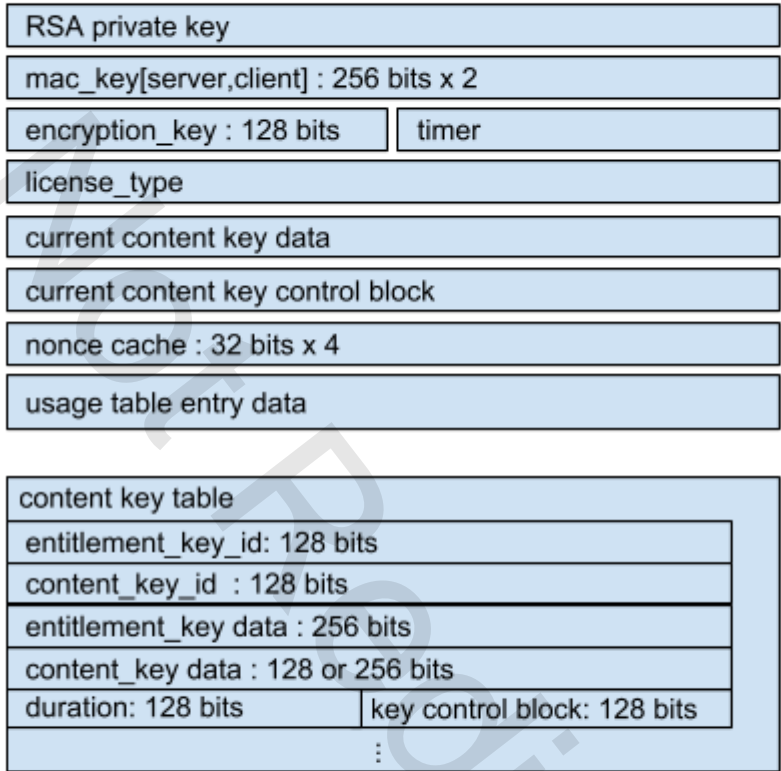 RSA private key
mac_key[server,client] : 256 bits x 2
encryption_key : 128 bits timer
license_type
current content key data
current content key control block
nonce cache : 32 bits x 4
usage table entry data
content key table
entitlement_key_id: 128 bits
content_key_id : 128 bits
entitlement_key data : 256 bits
content_key data : 128 or 256 bits
duration: 128 bits key control block: 128 bits
⋮
Not Redi